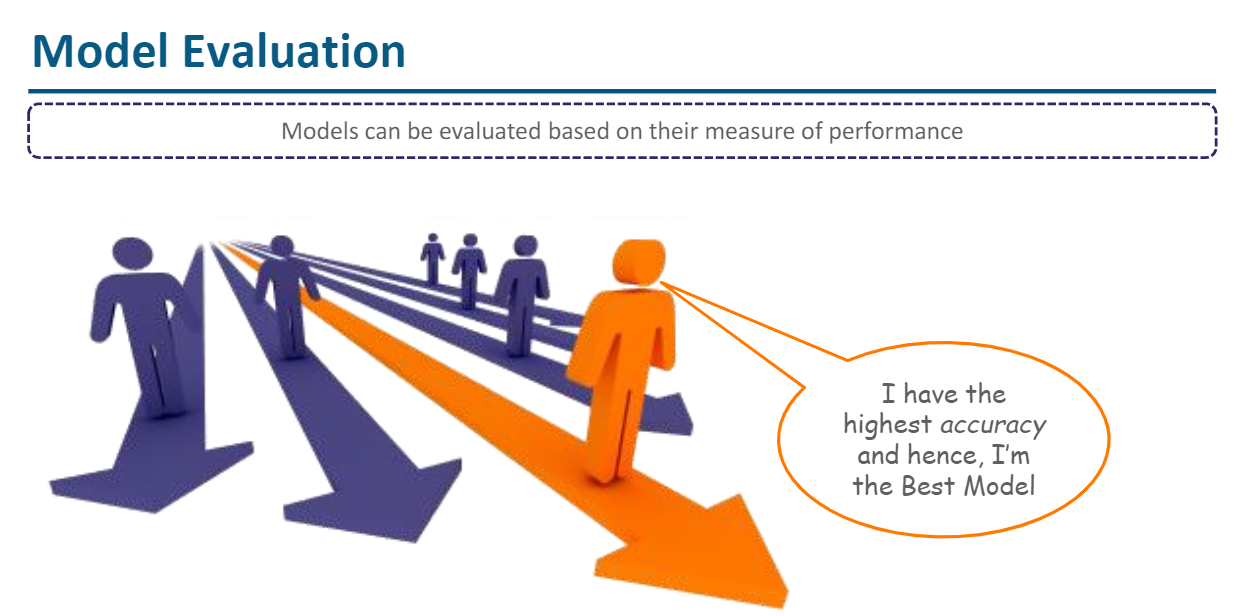 Model Evaluation
Models can be evaluated based on their measure of performance
I have the
highest accuracy
and hence, I'm
the Best Model